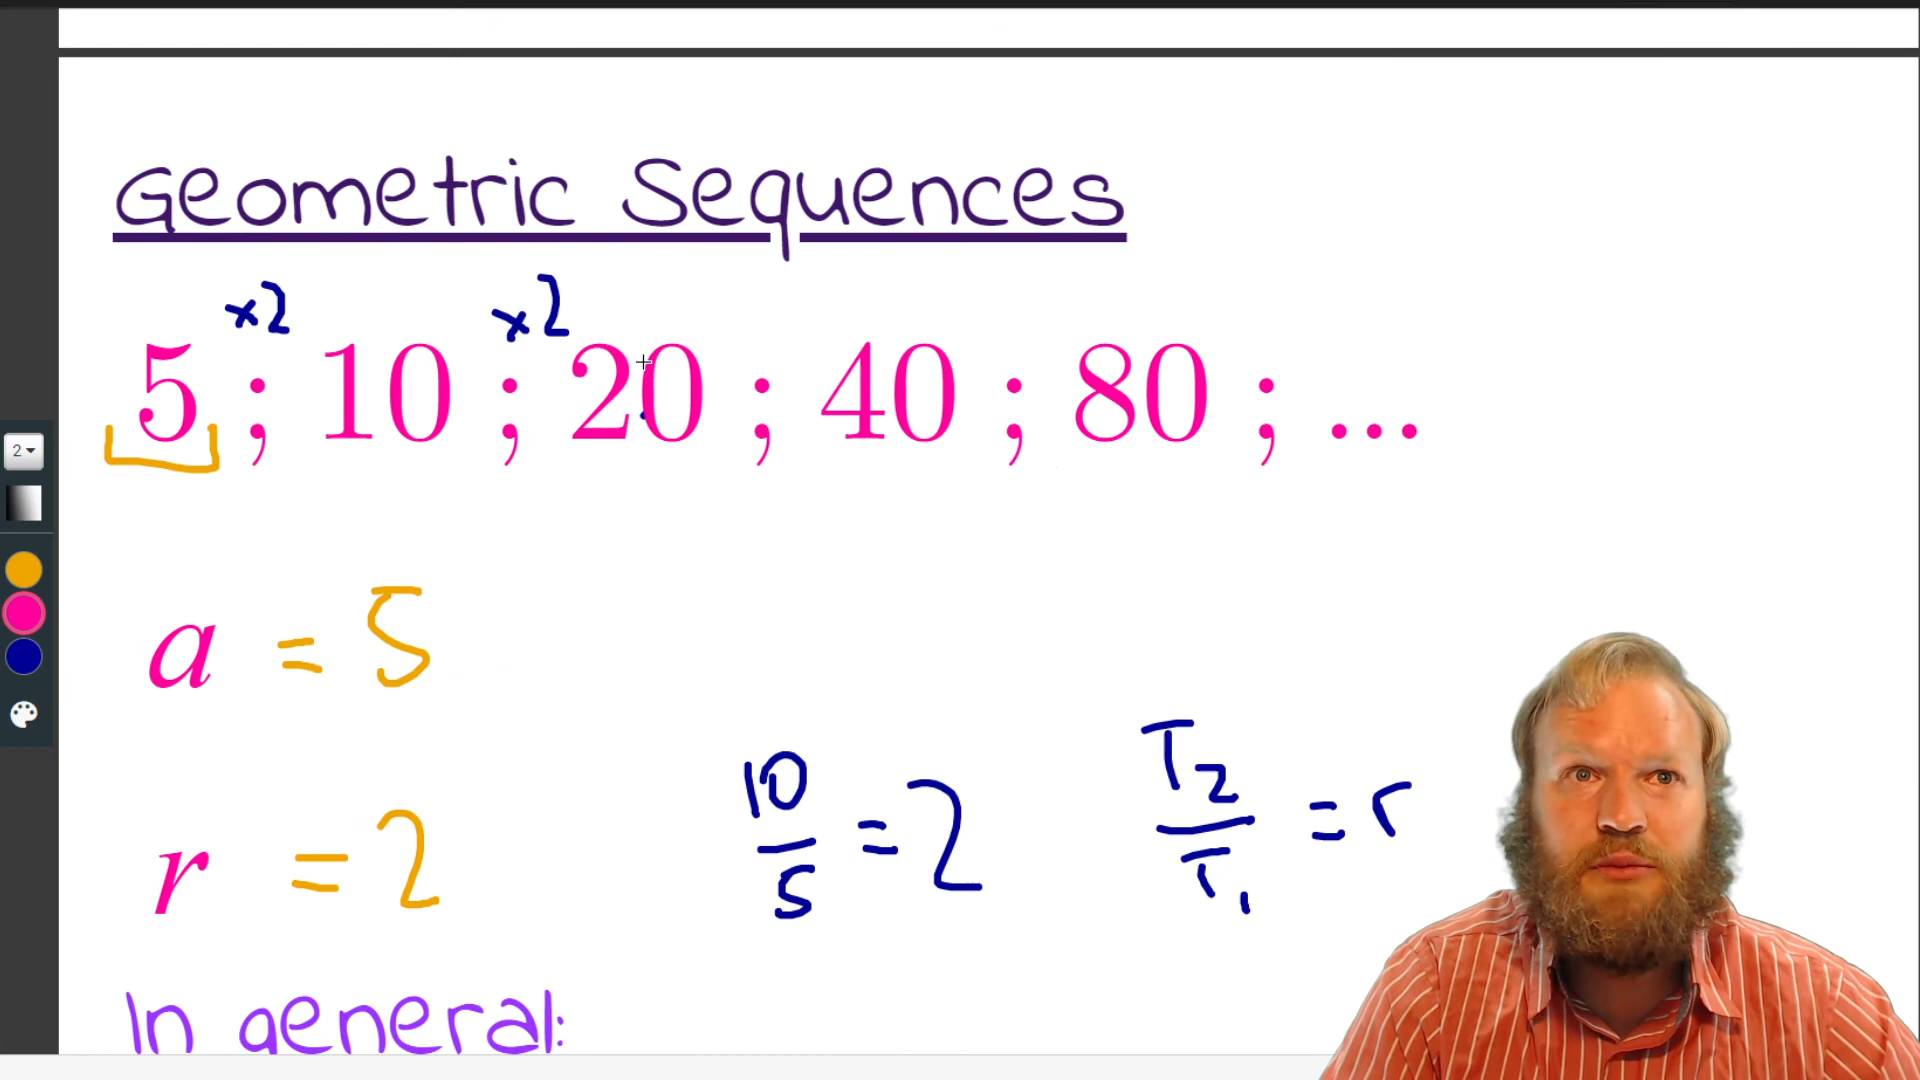 Geometric Sequences
×2 ×2
5 ; 10 ; 20 ; 40 ; 80 ; ...
a = 5
r = 2
10/5 = 2
T2/T1 = r
In general:
2